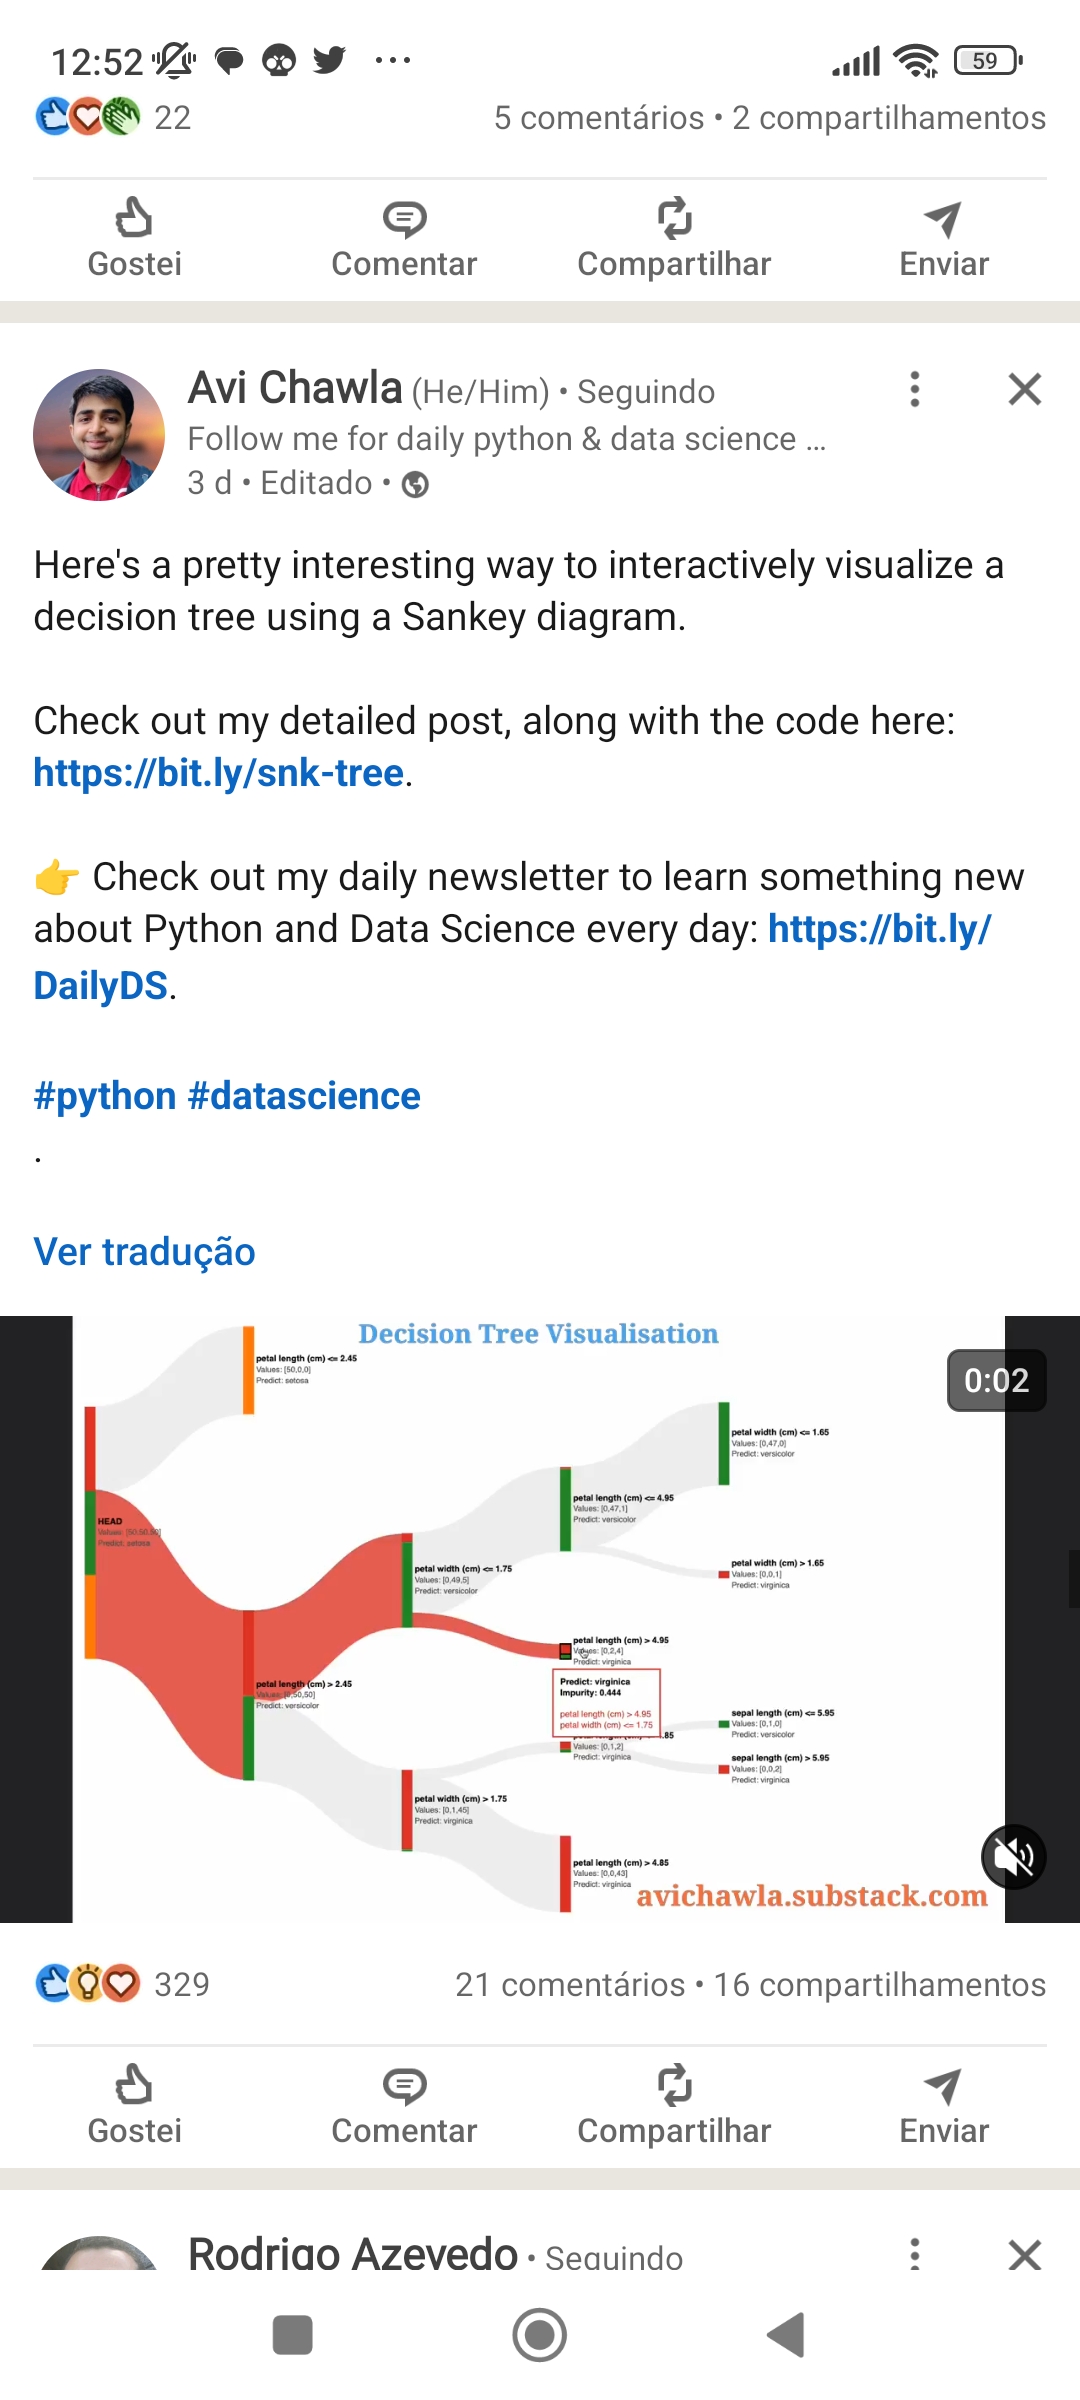 12:52
59
22
5 comentários • 2 compartilhamentos
Gostei
Comentar
Compartilhar
Enviar
Avi Chawla (He/Him) • Seguindo
Follow me for daily python & data science ...
3 d • Editado •
Here's a pretty interesting way to interactively visualize a
decision tree using a Sankey diagram.
Check out my detailed post, along with the code here:
https://bit.ly/snk-tree.
👉 Check out my daily newsletter to learn something new
about Python and Data Science every day: https://bit.ly/
DailyDS.
#python #datascience
.
Ver tradução
Decision Tree Visualisation
0:02
petal length (cm) <= 2.45
Values: [50,0,0]
Predict: setosa
HEAD
Values: [50,50,50]
Predict: setosa
petal length (cm) > 2.45
Values: [0,50,50]
Predict: versicolor
petal width (cm) <= 1.75
Values: [0,49,5]
Predict: versicolor
petal width (cm) > 1.75
Values: [0,1,45]
Predict: virginica
petal length (cm) <= 4.95
Values: [0,47,1]
Predict: versicolor
petal length (cm) > 4.95
Values: [0,2,4]
Predict: virginica
Predict: virginica
Impurity: 0.444
petal length (cm) > 4.95
petal width (cm) <= 1.75
.85
Values: [0,1,2]
Predict: virginica
petal length (cm) > 4.85
Values: [0,0,43]
Predict: virginica
petal width (cm) <= 1.65
Values: [0,47,0]
Predict: versicolor
petal width (cm) > 1.65
Values: [0,0,1]
Predict: virginica
sepal length (cm) <= 5.95
Values: [0,1,0]
Predict: versicolor
sepal length (cm) > 5.95
Values: [0,0,2]
Predict: virginica
avichawla.substack.com
329
21 comentários • 16 compartilhamentos
Gostei
Comentar
Compartilhar
Enviar
Rodrigo Azevedo • Seguindo